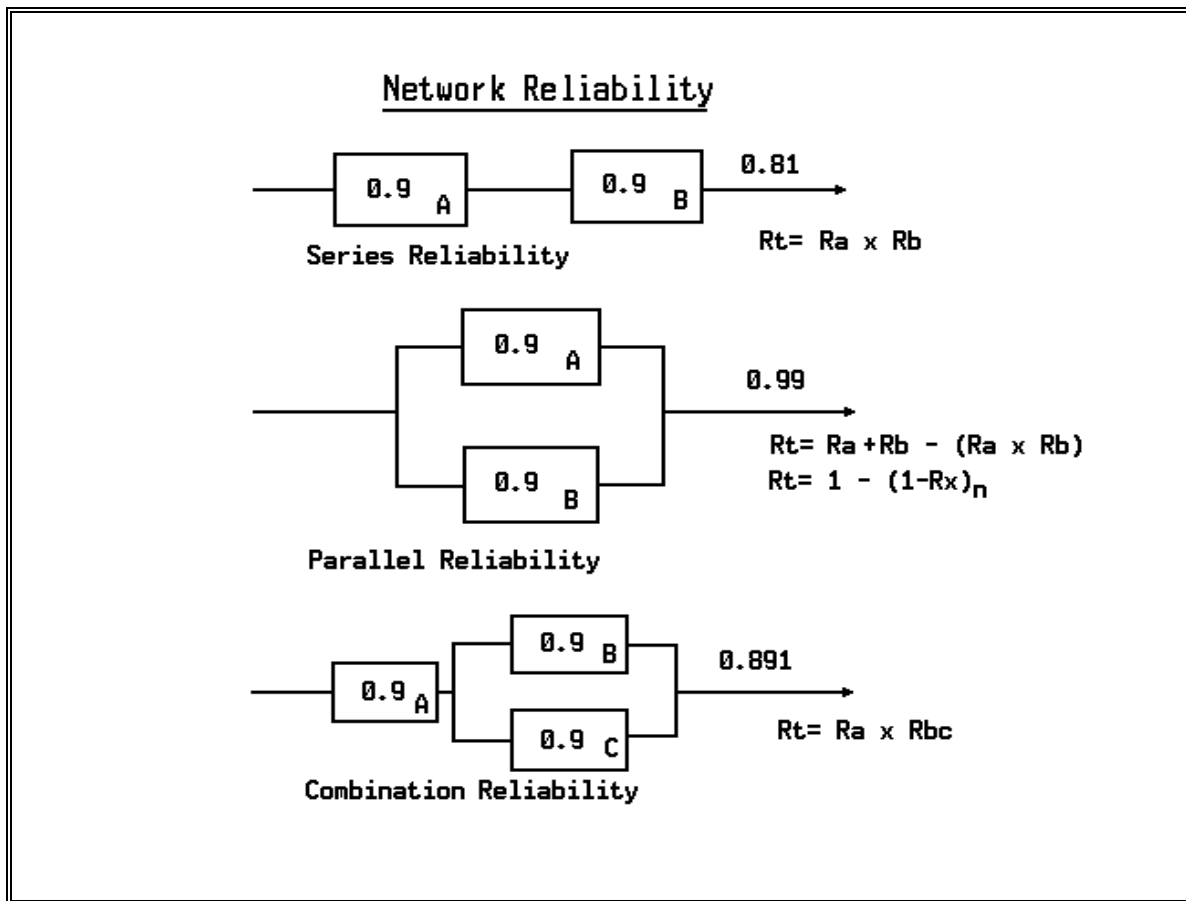 Network Reliability
0.9 A
0.9 B
0.81
Rt= Ra x Rb
Series Reliability
0.9 A
0.99
Rt= Ra+Rb - (Ra x Rb)
Rt= 1 - (1-Rx)n
0.9 B
Parallel Reliability
0.9 A
0.9 B
0.891
Rt= Ra x Rbc
0.9 C
Combination Reliability